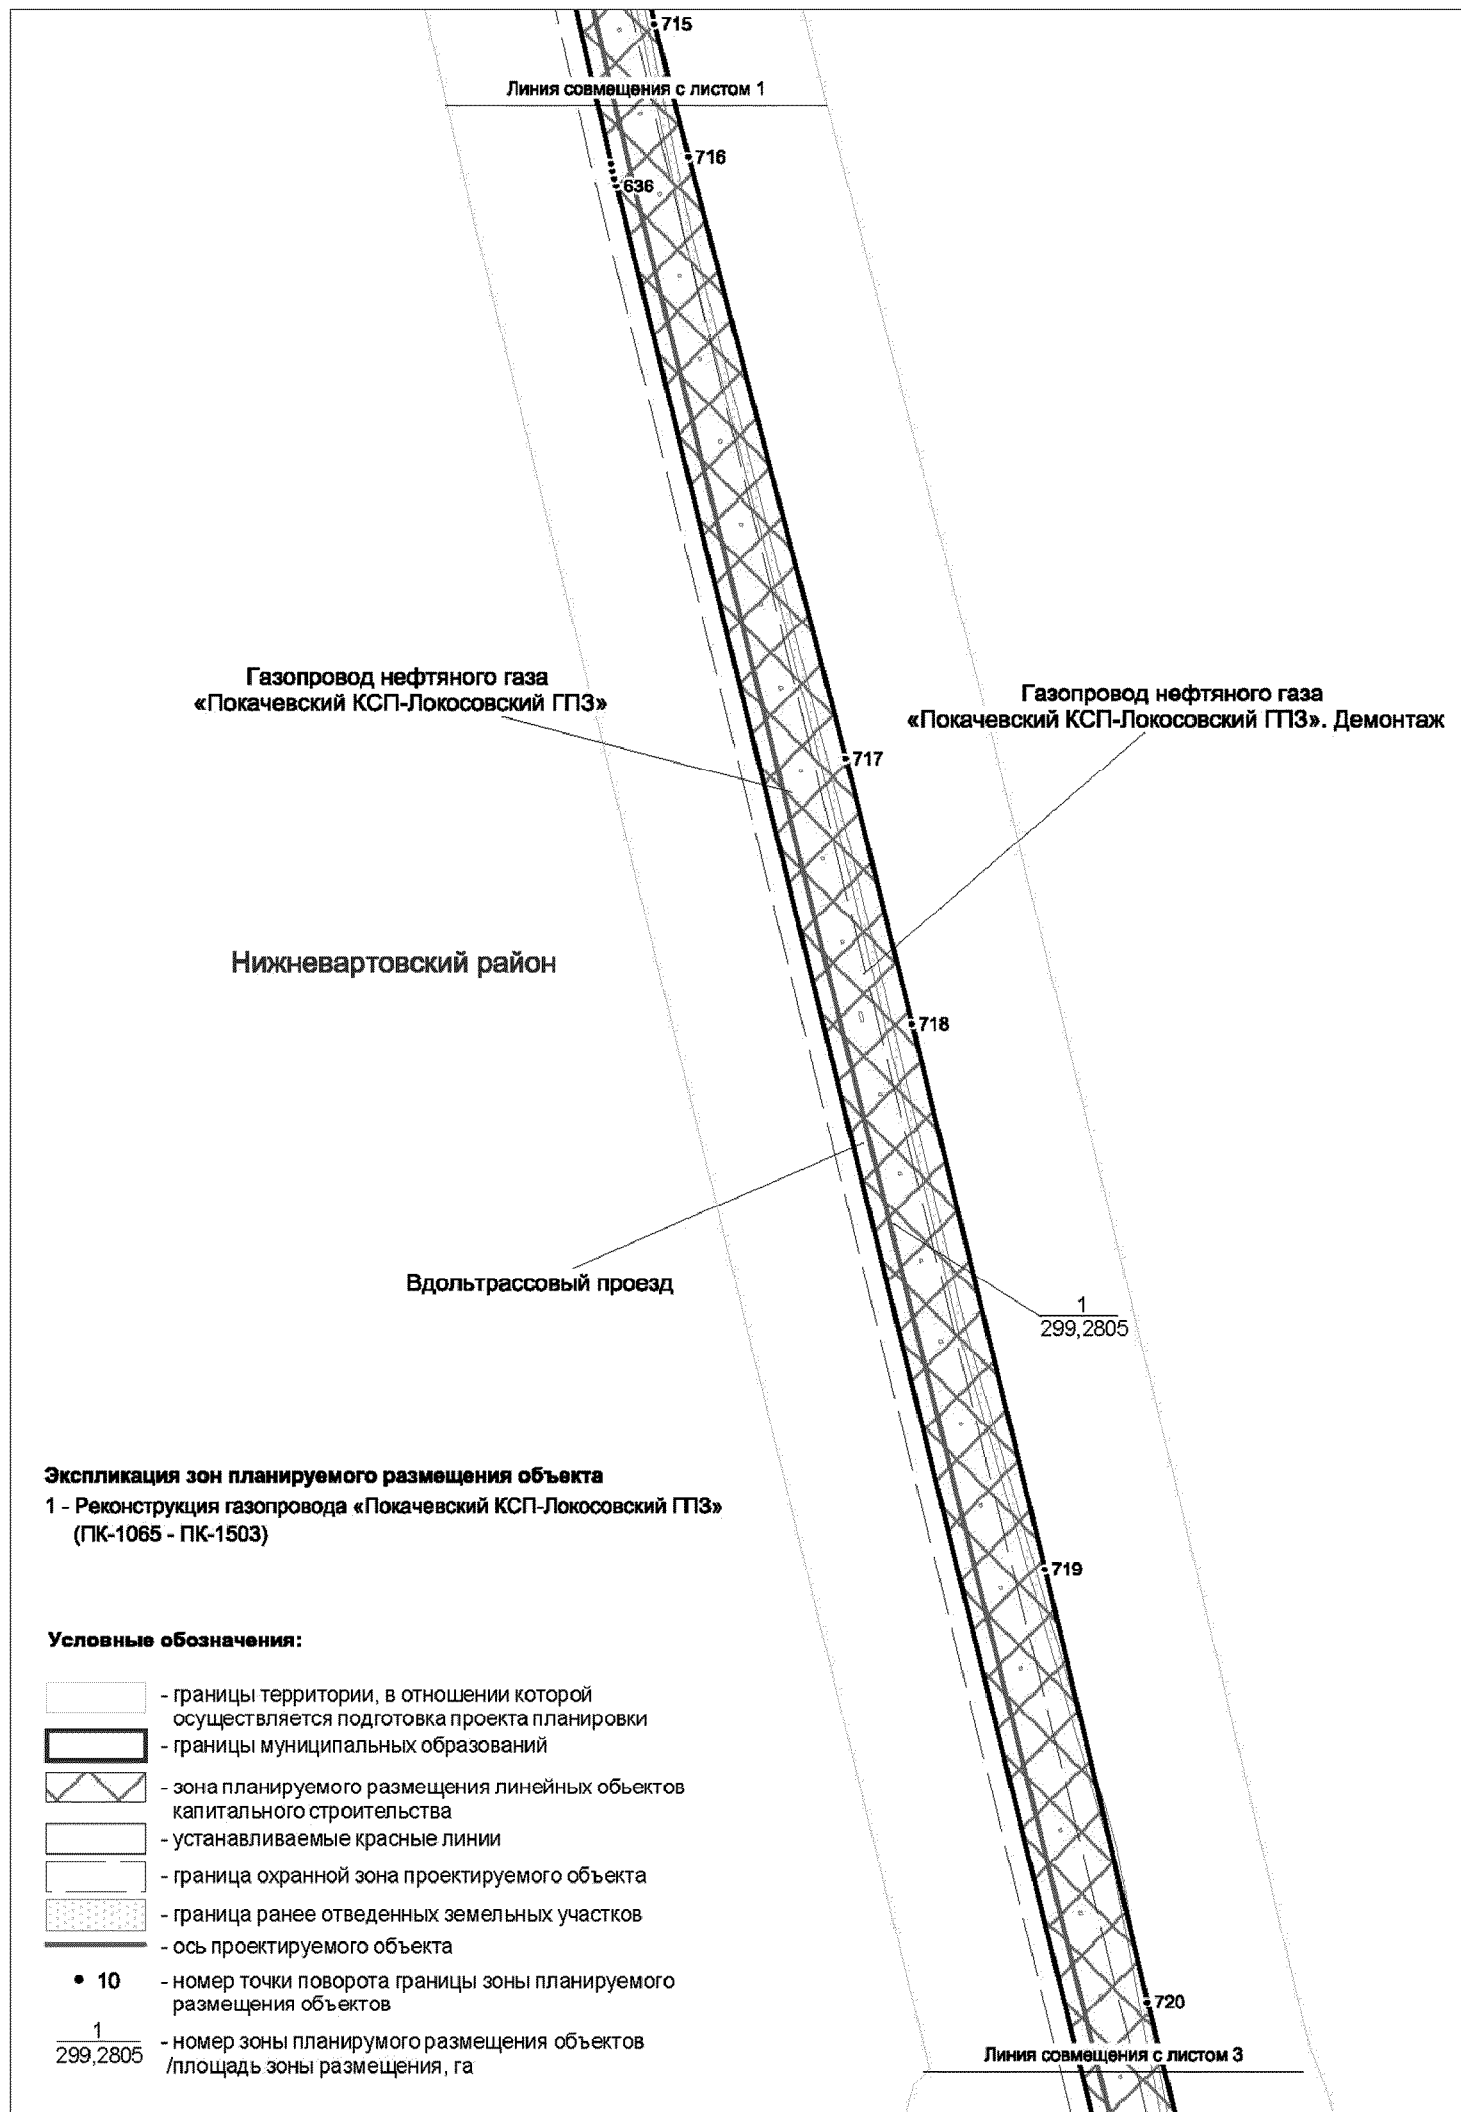 715
Линия совмещения с листом 1
716
636
Газопровод нефтяного газа
«Покачевский КСП-Локосовский ГПЗ»
Газопровод нефтяного газа
«Покачевский КСП-Локосовский ГПЗ». Демонтаж
717
Нижневартовский район
718
Вдольтрассовый проезд
1
299,2805
Экспликация зон планируемого размещения объекта
1 - Реконструкция газопровода «Покачевский КСП-Локосовский ГПЗ»
(ПК-1065 - ПК-1503)
719
Условные обозначения:
- границы территории, в отношении которой
осуществляется подготовка проекта планировки
- границы муниципальных образований
- зона планируемого размещения линейных обьектов
капитального строительства
- устанавливаемые красные линии
- граница охранной зона проектируемого объекта
- граница ранее отведенных земельных участков
- ось проектируемого объекта
• 10 - номер точки поворота границы зоны планируемого
размещения объектов
720
1
299,2805
- номер зоны планирумого размещения объектов
/площадь зоны размещения, га
Линия совмещения с листом 3